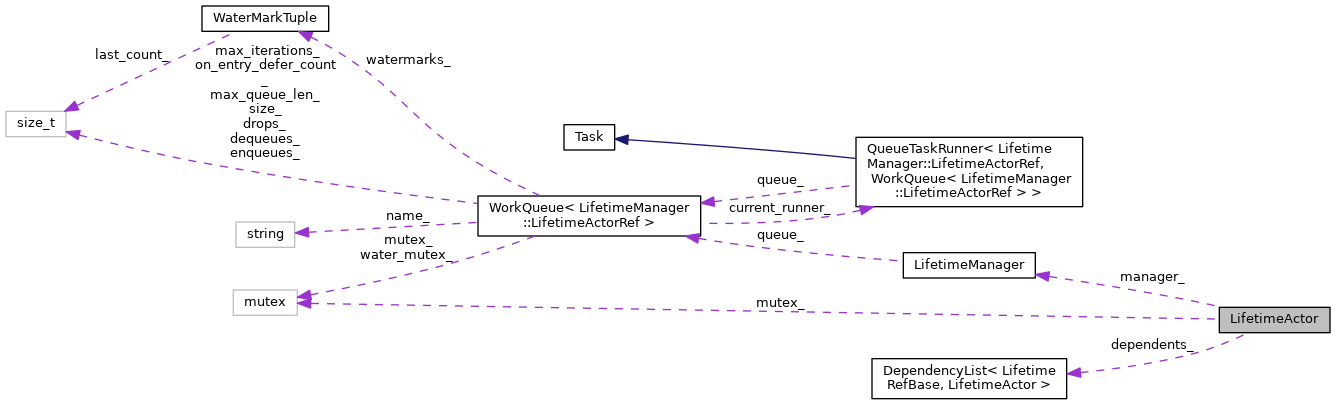 WaterMarkTuple
last_count_
max_iterations_
on_entry_defer_count
_
max_queue_len_
size_
drops_
dequeues_
enqueues_
watermarks_
size_t
Task
QueueTaskRunner< Lifetime
Manager::LifetimeActorRef,
WorkQueue< LifetimeManager
::LifetimeActorRef > >
queue_
current_runner_
queue_
WorkQueue< LifetimeManager
::LifetimeActorRef >
name_
string
mutex_
water_mutex_
mutex
LifetimeManager
manager_
mutex_
LifetimeActor
dependents_
DependencyList< Lifetime
RefBase, LifetimeActor >